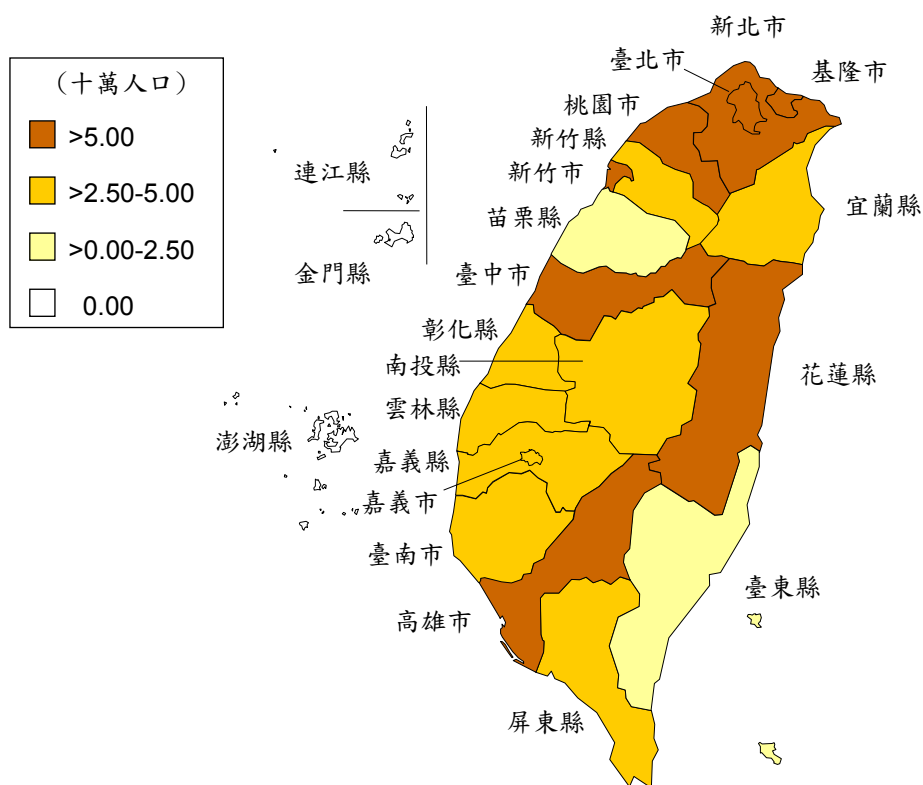 (十萬人口)
>5.00
>2.50-5.00
>0.00-2.50
0.00
新北市
臺北市
基隆市
桃園市
新竹縣
新竹市
連江縣
苗栗縣
宜蘭縣
金門縣
臺中市
彰化縣
南投縣
花蓮縣
雲林縣
澎湖縣
嘉義縣
嘉義市
臺南市
臺東縣
高雄市
屏東縣